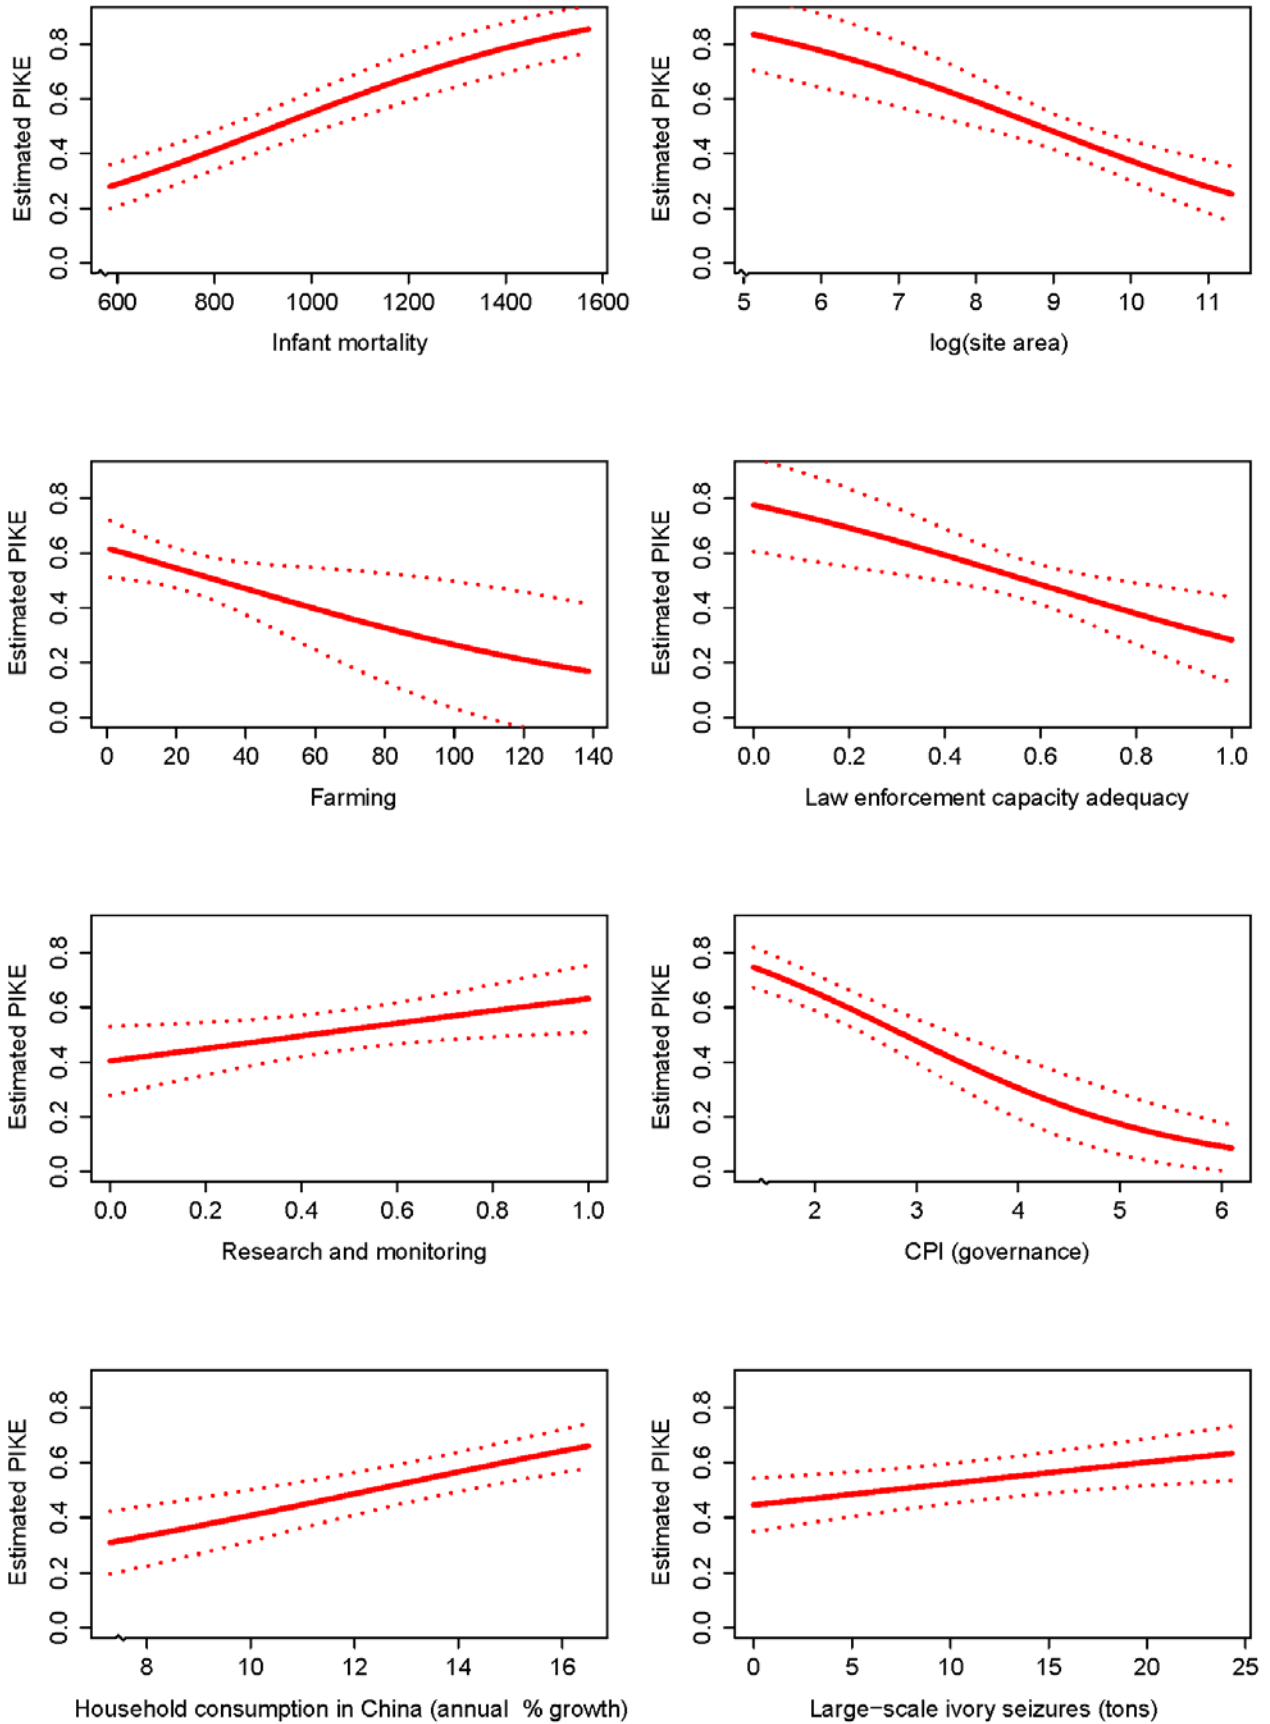 Estimated PIKE
0.0 0.2 0.4 0.6 0.8
600 800 1000 1200 1400 1600
Infant mortality
Estimated PIKE
0.0 0.2 0.4 0.6 0.8
5 6 7 8 9 10 11
log(site area)
Estimated PIKE
0.0 0.2 0.4 0.6 0.8
0 20 40 60 80 100 120 140
Farming
Estimated PIKE
0.0 0.2 0.4 0.6 0.8
0.0 0.2 0.4 0.6 0.8 1.0
Law enforcement capacity adequacy
Estimated PIKE
0.0 0.2 0.4 0.6 0.8
0.0 0.2 0.4 0.6 0.8 1.0
Research and monitoring
Estimated PIKE
0.0 0.2 0.4 0.6 0.8
2 3 4 5 6
CPI (governance)
Estimated PIKE
0.0 0.2 0.4 0.6 0.8
8 10 12 14 16
Household consumption in China (annual % growth)
Estimated PIKE
0.0 0.2 0.4 0.6 0.8
0 5 10 15 20 25
Large−scale ivory seizures (tons)